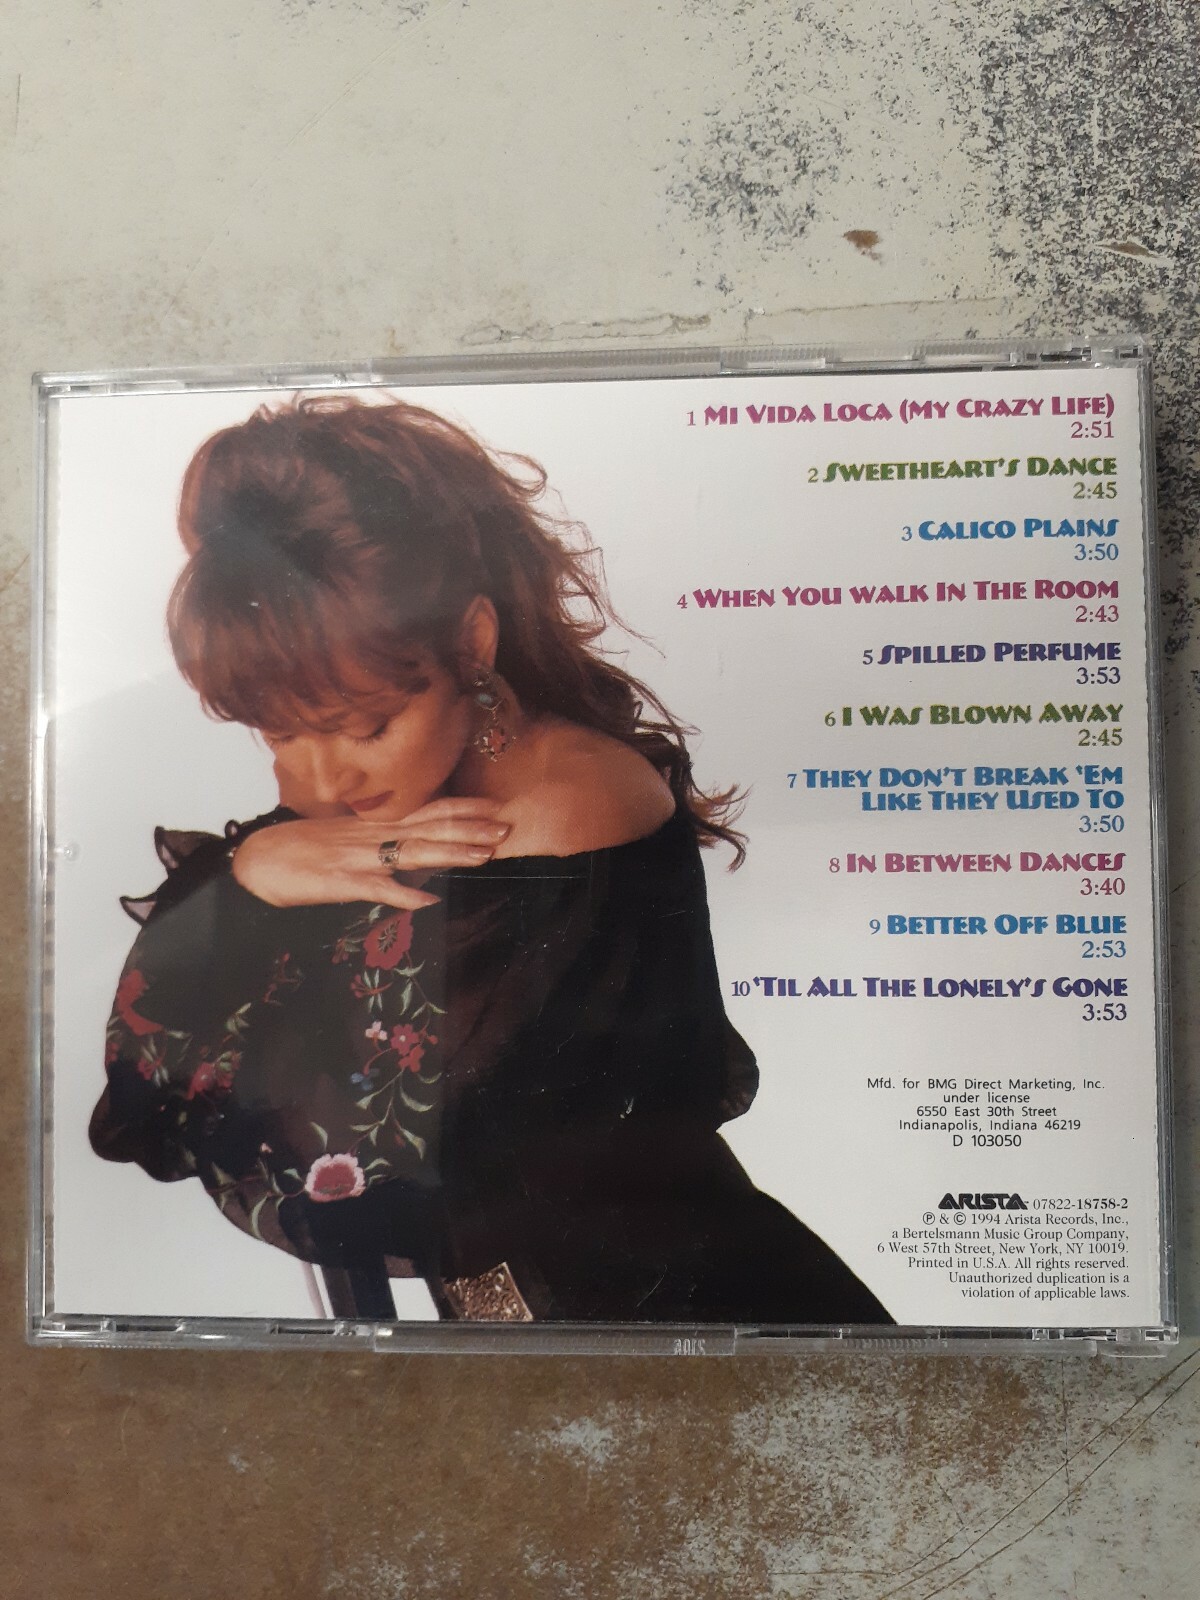 1 MI VIDA LOCA (MY CRAZY LIFE)
2:51
2 SWEETHEART'S DANCE
2:45
3 CALICO PLAINS
3:50
4 WHEN YOU WALK IN THE ROOM
2:43
5 SPILLED PERFUME
3:53
6 I WAS BLOWN AWAY
2:45
7 THEY DON'T BREAK 'EM
LIKE THEY USED TO
3:50
8 IN BETWEEN DANCES
3:40
9 BETTER OFF BLUE
2:53
10 'TIL ALL THE LONELY'S GONE
3:53
Mfd. for BMG Direct Marketing, Inc.
under license
6550 East 30th Street
Indianapolis, Indiana 46219
D 103050
ARISTA 07822-18758-2
℗ & © 1994 Arista Records, Inc.,
a Bertelsmann Music Group Company,
6 West 57th Street, New York, NY 10019.
Printed in U.S.A. All rights reserved.
Unauthorized duplication is a
violation of applicable laws.